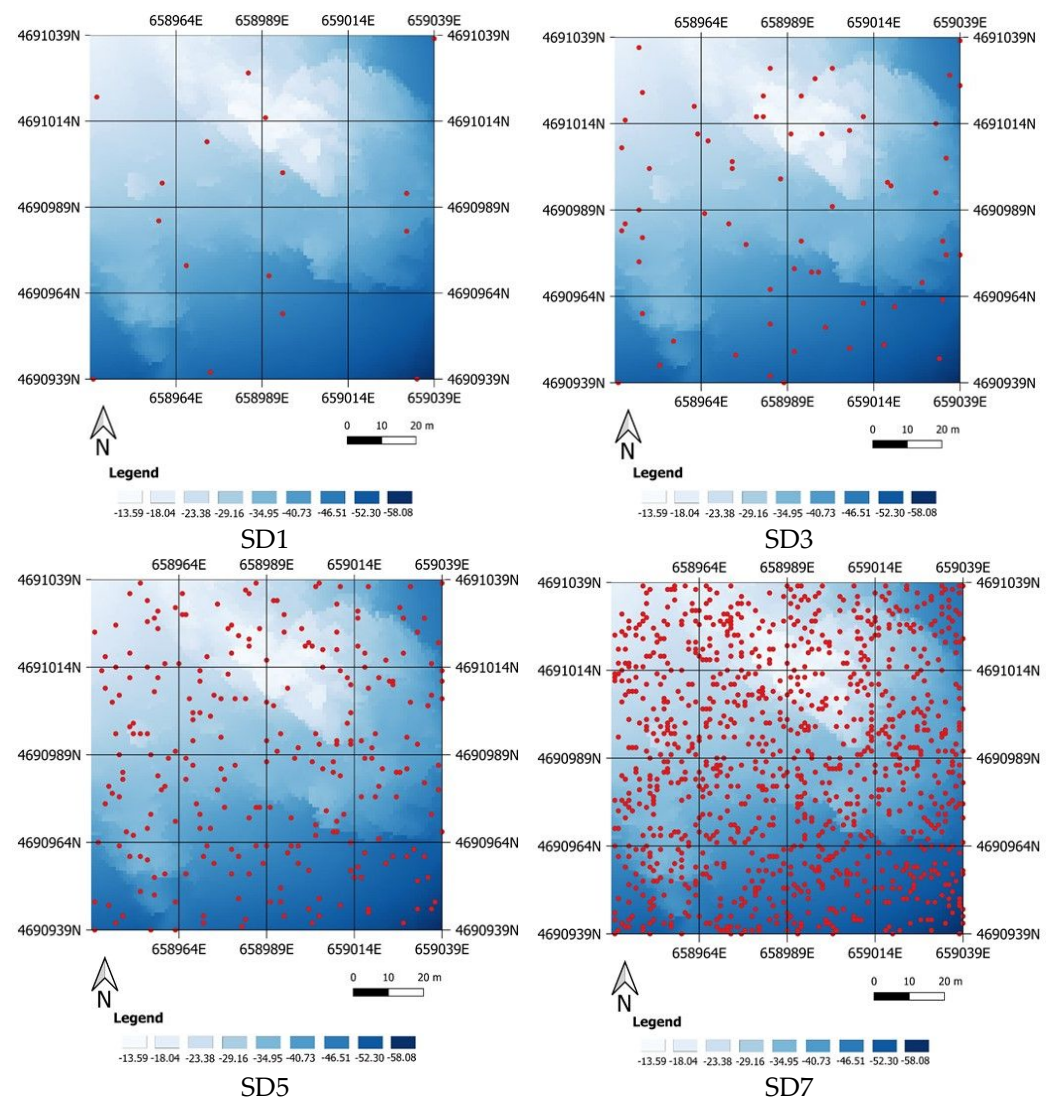 658964E 658989E 659014E 659039E
4691039N 4691039N
4691014N 4691014N
4690989N 4690989N
4690964N 4690964N
4690939N 4690939N
658964E 658989E 659014E 659039E
N
0 10 20 m
Legend
-13.59 -18.04 -23.38 -29.16 -34.95 -40.73 -46.51 -52.30 -58.08
SD1
658964E 658989E 659014E 659039E
4691039N 4691039N
4691014N 4691014N
4690989N 4690989N
4690964N 4690964N
4690939N 4690939N
658964E 658989E 659014E 659039E
N
0 10 20 m
Legend
-13.59 -18.04 -23.38 -29.16 -34.95 -40.73 -46.51 -52.30 -58.08
SD3
658964E 658989E 659014E 659039E
4691039N 4691039N
4691014N 4691014N
4690989N 4690989N
4690964N 4690964N
4690939N 4690939N
658964E 658989E 659014E 659039E
N
0 10 20 m
Legend
-13.59 -18.04 -23.38 -29.16 -34.95 -40.73 -46.51 -52.30 -58.08
SD5
658964E 658989E 659014E 659039E
4691039N 4691039N
4691014N 4691014N
4690989N 4690989N
4690964N 4690964N
4690939N 4690939N
658964E 658989E 659014E 659039E
N
0 10 20 m
Legend
-13.59 -18.04 -23.38 -29.16 -34.95 -40.73 -46.51 -52.30 -58.08
SD7